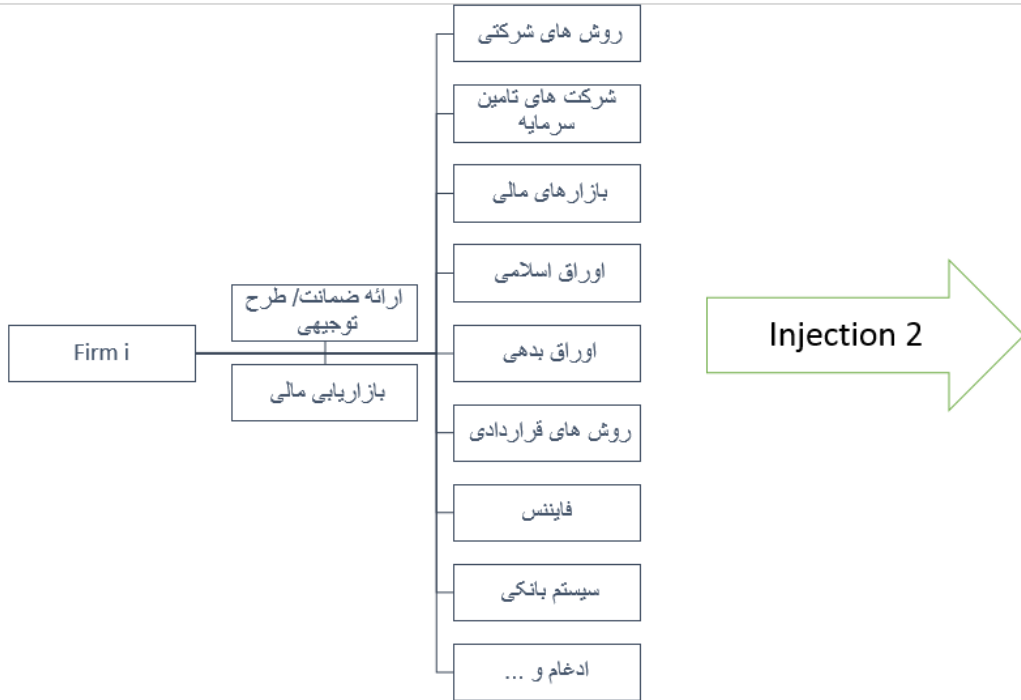 Firm i
ارائه ضمانت/ طرح
توجیهی
بازاریابی مالی
روش های شرکتی
شرکت های تامین
سرمایه
بازارهای مالی
اوراق اسلامی
اوراق بدهی
روش های قراردادی
فایننس
سیستم بانکی
ادغام و ...
Injection 2